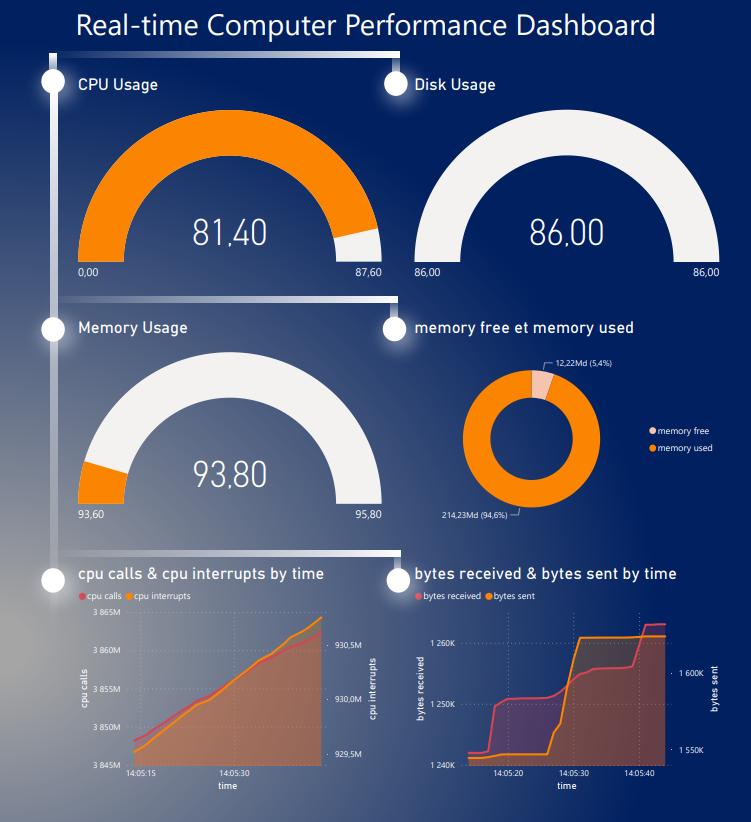 Real-time Computer Performance Dashboard
CPU Usage
81,40
0,00
87,60
Disk Usage
86,00
86,00
86,00
Memory Usage
93,80
93,60
95,80
memory free et memory used
12,22Md (5,4%)
214,23Md (94,6%)
memory free
memory used
cpu calls & cpu interrupts by time
cpu calls
cpu interrupts
3 865M
3 860M
3 855M
3 850M
3 845M
cpu calls
930,5M
930,0M
929,5M
cpu interrupts
14:05:15
14:05:30
time
bytes received & bytes sent by time
bytes received
bytes sent
1 260K
1 250K
1 240K
bytes received
1 600K
1 550K
bytes sent
14:05:20
14:05:30
14:05:40
time